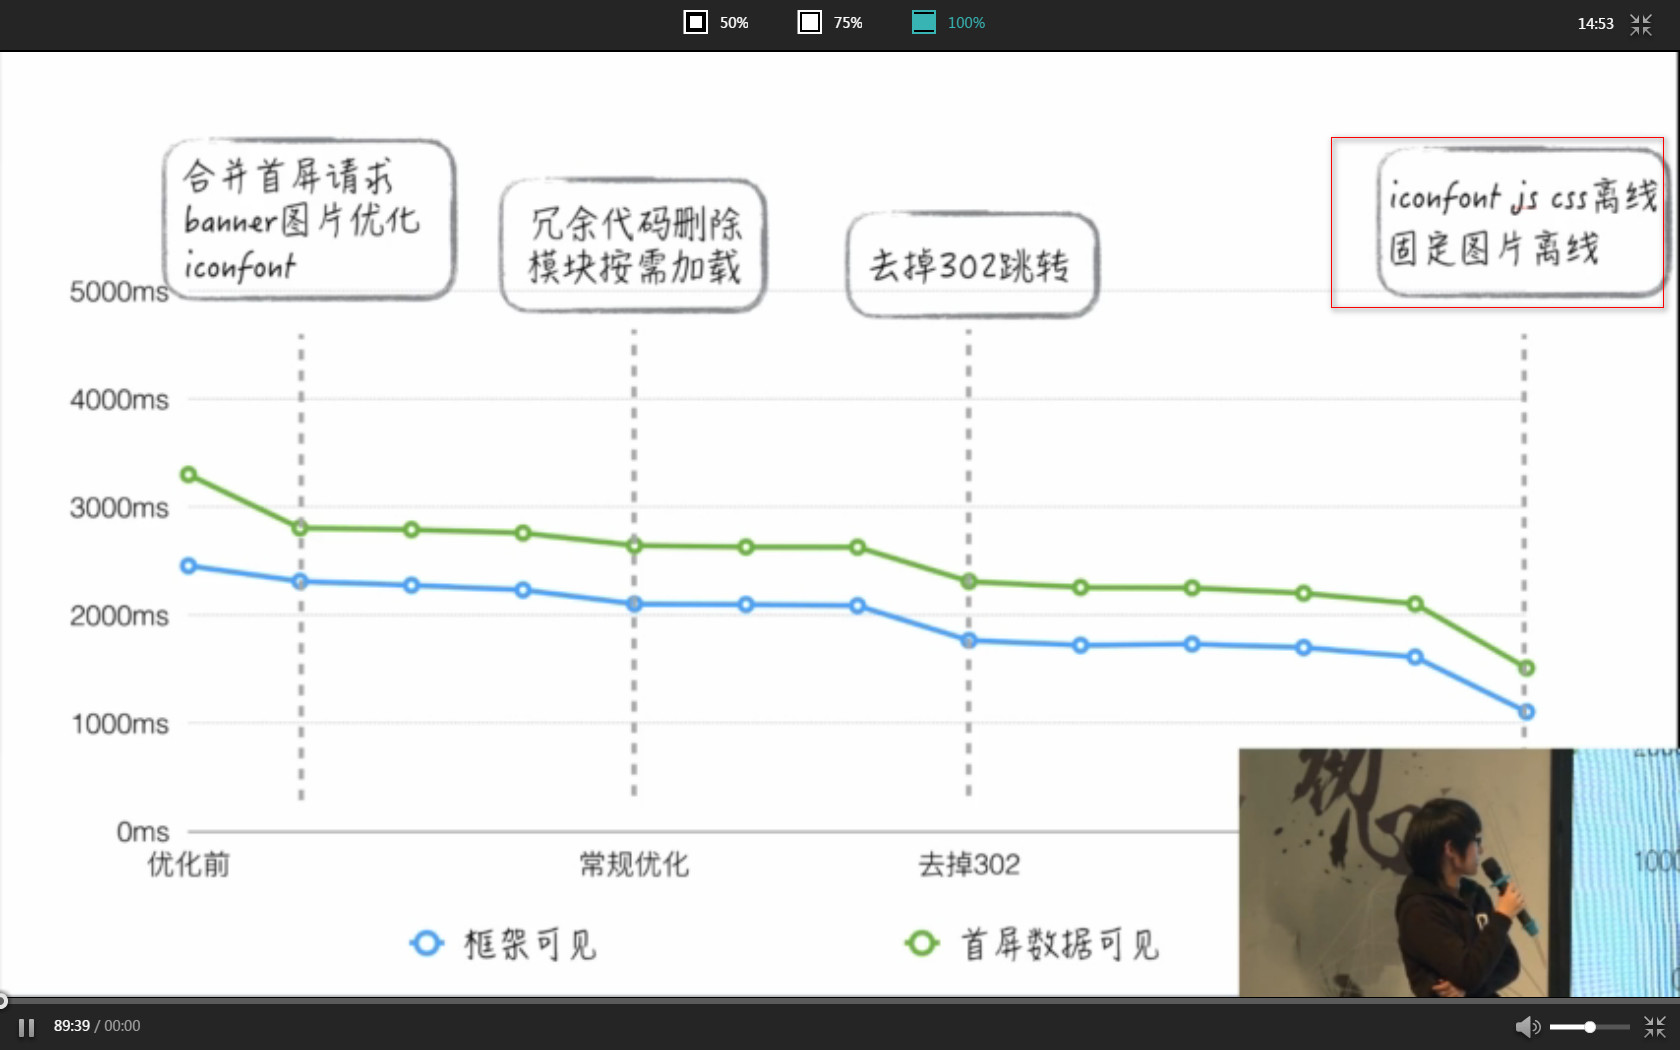 50% 75% 100% 14:53
合并首屏请求
banner图片优化
iconfont
冗余代码删除
模块按需加载
去掉302跳转
iconfont js css离线
固定图片离线
5000ms
4000ms
3000ms
2000ms
1000ms
0ms
优化前 常规优化 去掉302
框架可见 首屏数据可见
89:39 / 00:00